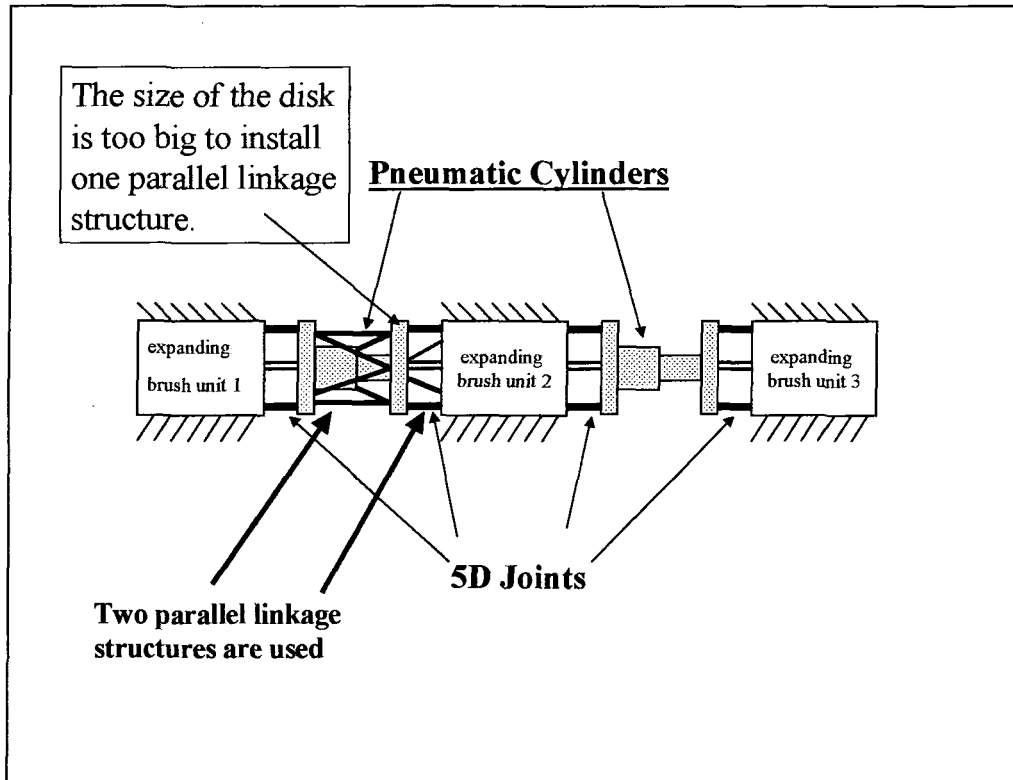 The size of the disk
is too big to install
one parallel linkage
structure.
Pneumatic Cylinders
expanding
brush unit 1
expanding
brush unit 2
expanding
brush unit 3
5D Joints
Two parallel linkage
structures are used